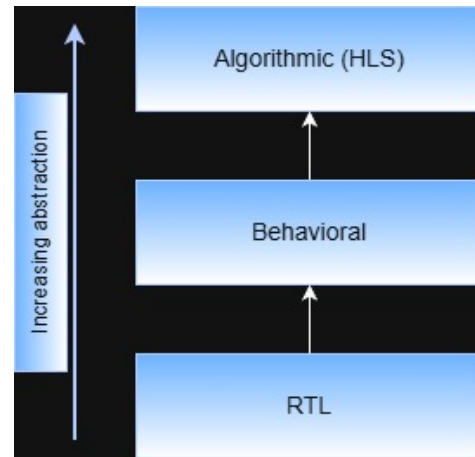 Algorithmic (HLS)
Increasing abstraction
Behavioral
RTL